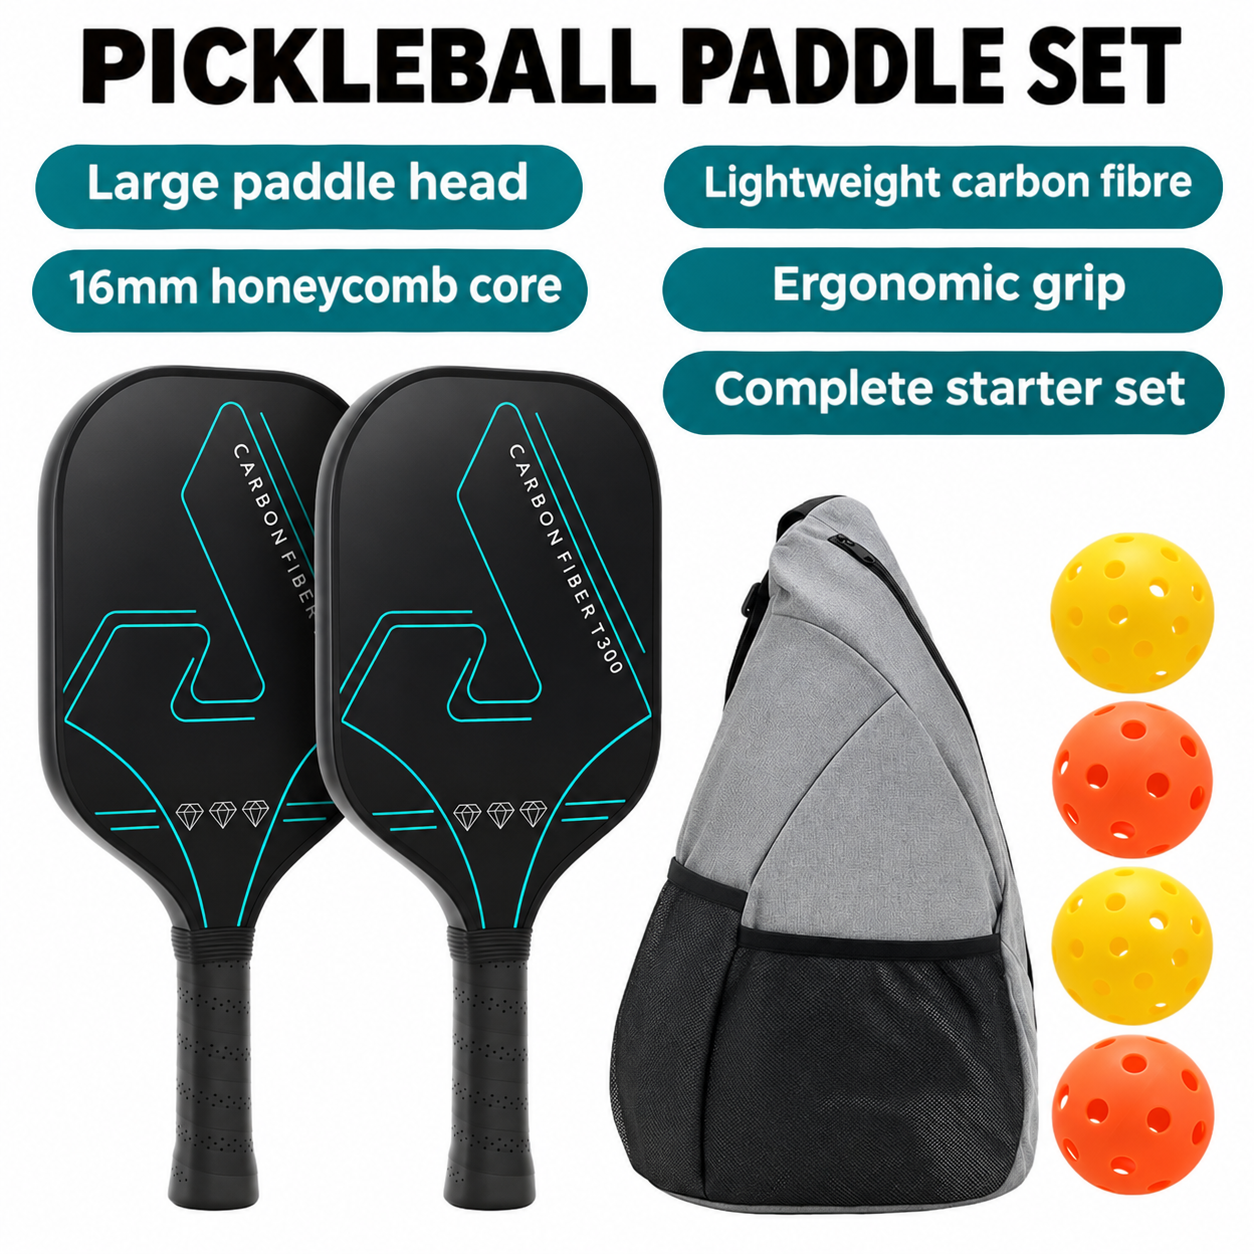 PICKLEBALL PADDLE SET
Large paddle head
16mm honeycomb core
Lightweight carbon fibre
Ergonomic grip
Complete starter set
CARBON FIBER
CARBON FIBER T300